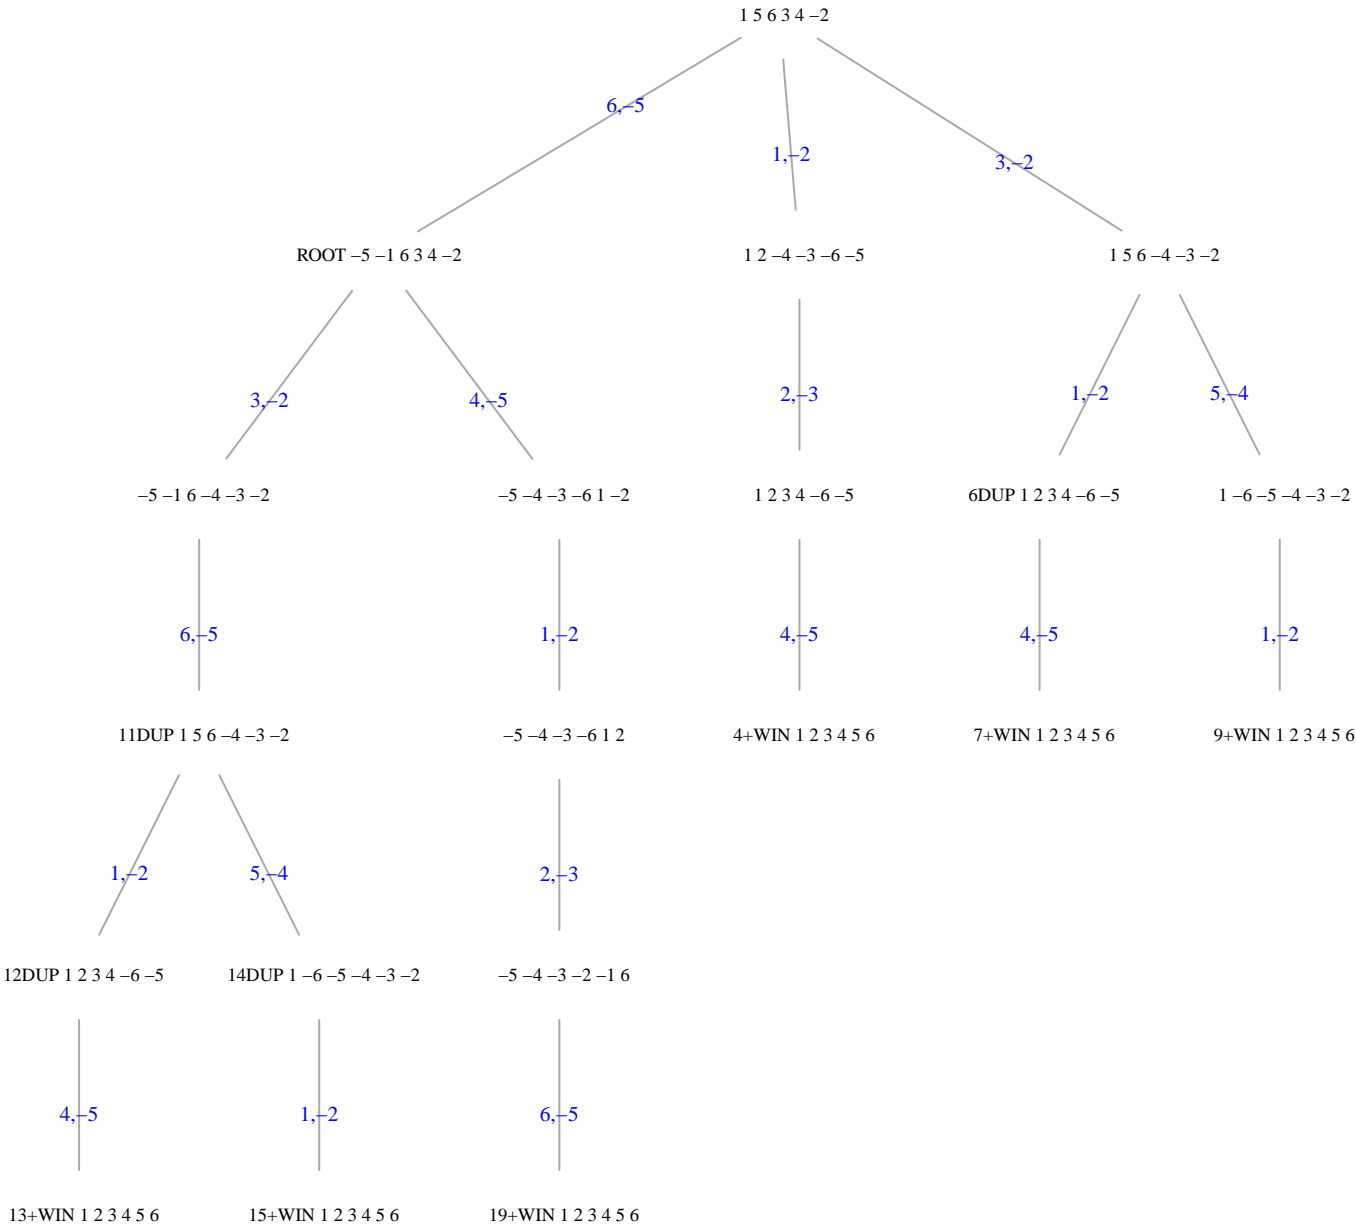 1 5 6 3 4 –2
6,–5
1,–2
3,–2
ROOT –5 –1 6 3 4 –2
1 2 –4 –3 –6 –5
1 5 6 –4 –3 –2
3,–2
4,–5
2,–3
1,–2
5,–4
–5 –1 6 –4 –3 –2
–5 –4 –3 –6 1 –2
1 2 3 4 –6 –5
6DUP 1 2 3 4 –6 –5
1 –6 –5 –4 –3 –2
6,–5
1,–2
4,–5
4,–5
1,–2
11DUP 1 5 6 –4 –3 –2
–5 –4 –3 –6 1 2
4+WIN 1 2 3 4 5 6
7+WIN 1 2 3 4 5 6
9+WIN 1 2 3 4 5 6
1,–2
5,–4
2,–3
12DUP 1 2 3 4 –6 –5
14DUP 1 –6 –5 –4 –3 –2
–5 –4 –3 –2 –1 6
4,–5
1,–2
6,–5
13+WIN 1 2 3 4 5 6
15+WIN 1 2 3 4 5 6
19+WIN 1 2 3 4 5 6